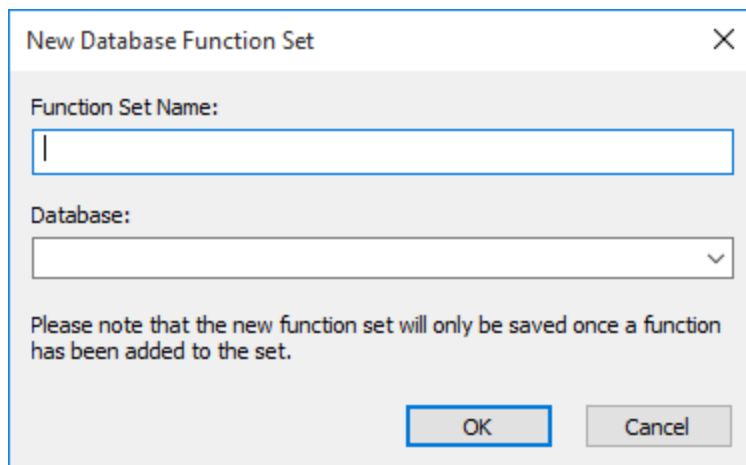 New Database Function Set
Function Set Name:
Database:
Please note that the new function set will only be saved once a function
has been added to the set.
OK
Cancel